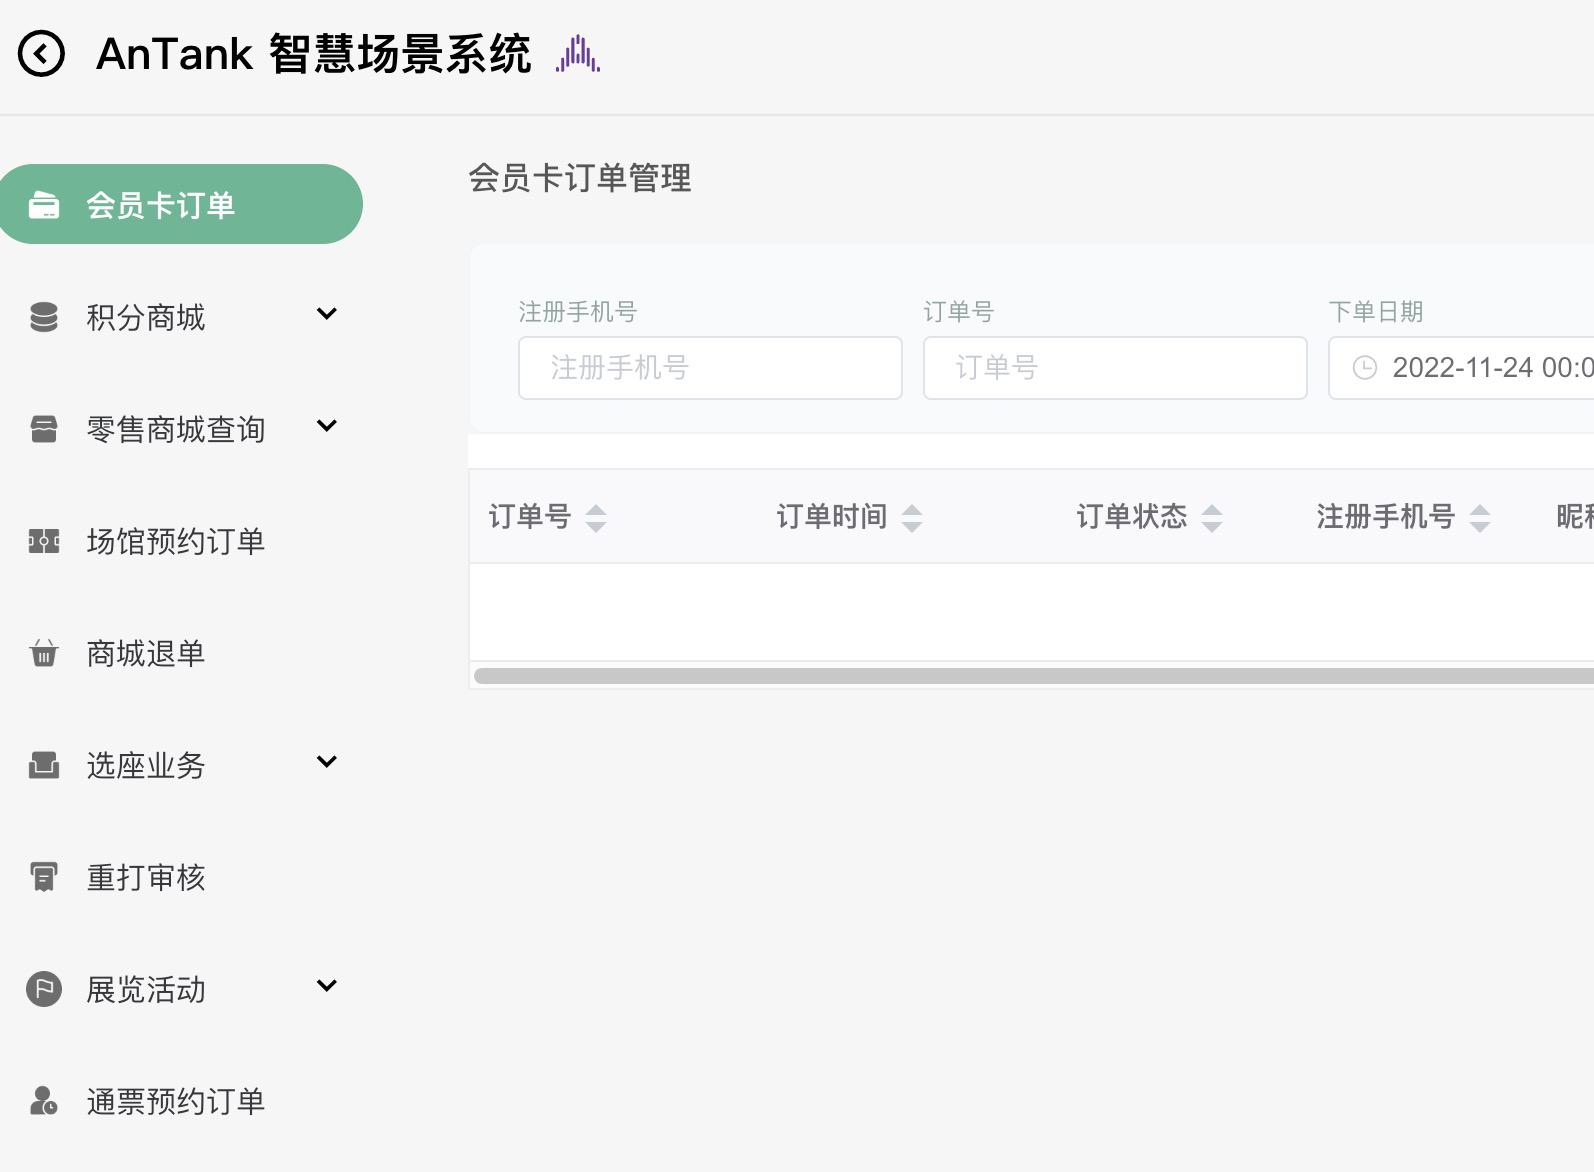 AnTank 智慧场景系统
会员卡订单
积分商城
零售商城查询
场馆预约订单
商城退单
选座业务
重打审核
展览活动
通票预约订单
会员卡订单管理
注册手机号 订单号 下单日期
注册手机号 订单号 2022-11-24 00:0
订单号 订单时间 订单状态 注册手机号 昵